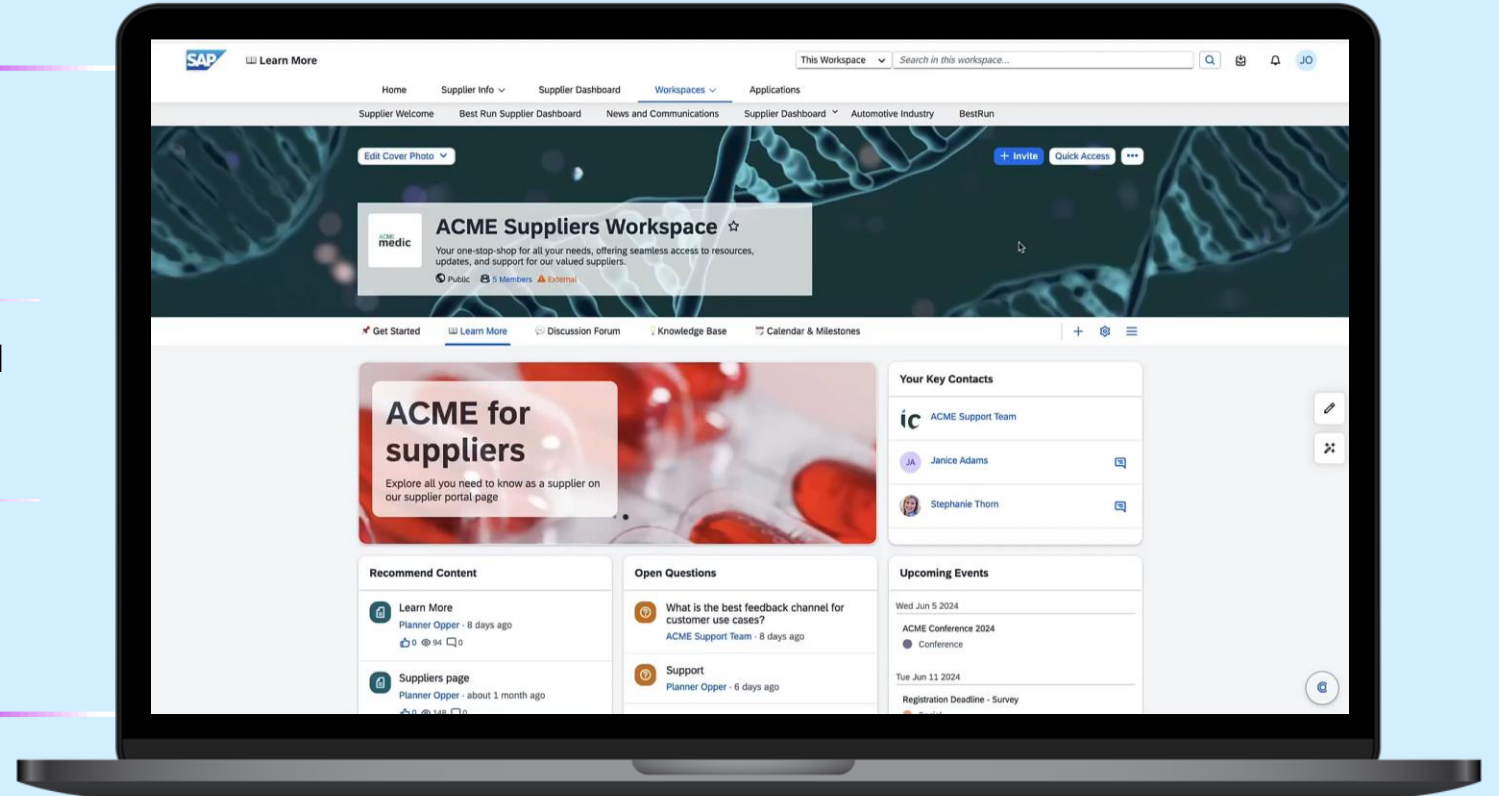 SAP Learn More
This Workspace Search in this workspace... JO
Home Supplier Info Supplier Dashboard Workspaces Applications
Supplier Welcome Best Run Supplier Dashboard News and Communications Supplier Dashboard Automotive Industry BestRun
Edit Cover Photo
+ Invite Quick Access
ACME
medic
ACME Suppliers Workspace
Your one-stop-shop for all your needs, offering seamless access to resources,
updates, and support for our valued suppliers.
Public 5 Members External
Get Started Learn More Discussion Forum Knowledge Base Calendar & Milestones
ACME for
suppliers
Explore all you need to know as a supplier on
our supplier portal page
Your Key Contacts
ic ACME Support Team
JA Janice Adams
Stephanie Thorn
Recommend Content
Learn More
Planner Opper · 8 days ago
0 94 0
Suppliers page
Planner Opper · about 1 month ago
0 148 0
Open Questions
What is the best feedback channel for
customer use cases?
ACME Support Team · 8 days ago
Support
Planner Opper · 6 days ago
Upcoming Events
Wed Jun 5 2024
ACME Conference 2024
Conference
Tue Jun 11 2024
Registration Deadline - Survey